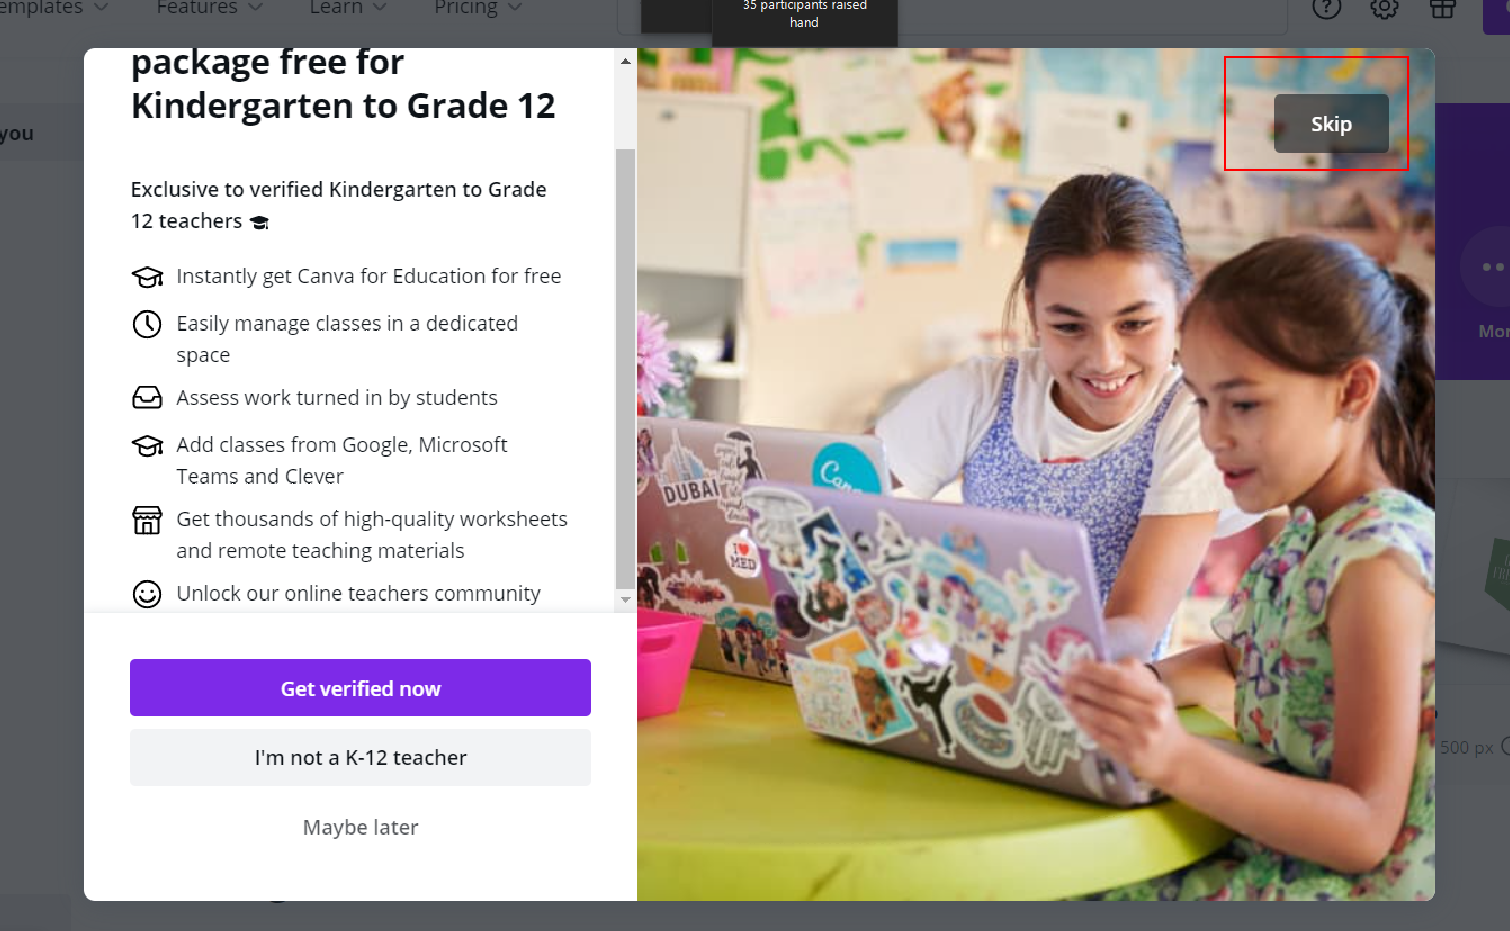 Features
Learn
Pricing
35 participants raised
hand
package free for
Kindergarten to Grade 12
Skip
you
Exclusive to verified Kindergarten to Grade
12 teachers
Instantly get Canva for Education for free
Easily manage classes in a dedicated
space
Assess work turned in by students
Add classes from Google, Microsoft
Teams and Clever
Get thousands of high-quality worksheets
and remote teaching materials
Unlock our online teachers community
DUBAI
I
MED
Get verified now
I'm not a K-12 teacher
500 px
Maybe later